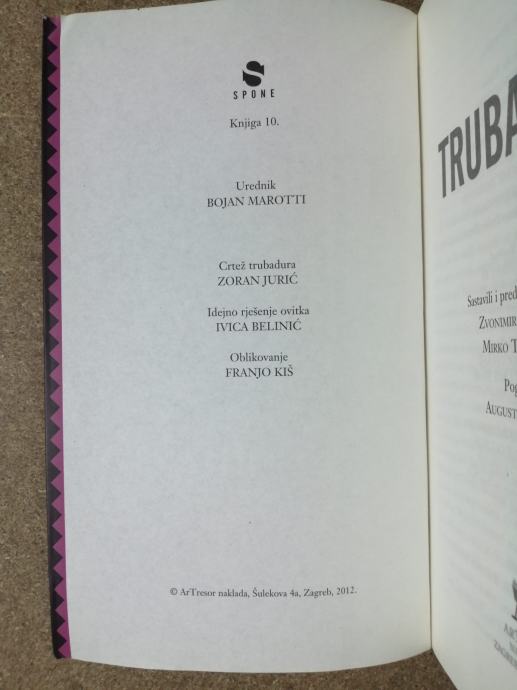 S
SPONE
Knjiga 10.
Urednik
BOJAN MAROTTI
Crtež trubadura
ZORAN JURIĆ
Idejno rješenje ovitka
IVICA BELINIĆ
Oblikovanje
FRANJO KIŠ
© ArTresor naklada, Šulekova 4a, Zagreb, 2012.
TRUBA
Sastavili i pred
ZVONIMIR
MIRKO T
Pog
AUGUST